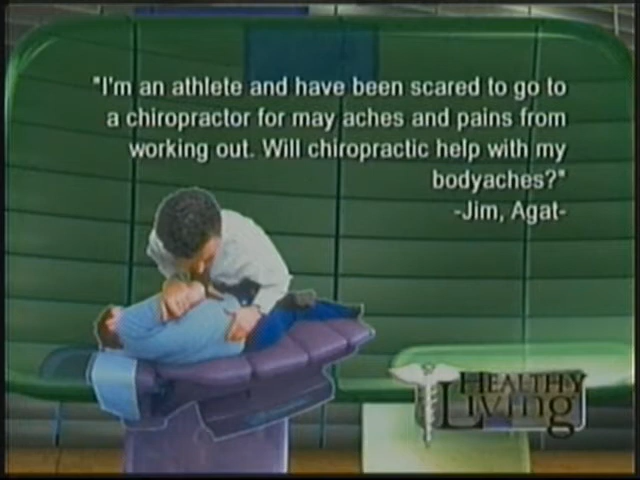 "I'm an athlete and have been scared to go to
a chiropractor for may aches and pains from
working out. Will chiropractic help with my
bodyaches?"
-Jim, Agat-
HEALTHY
Living